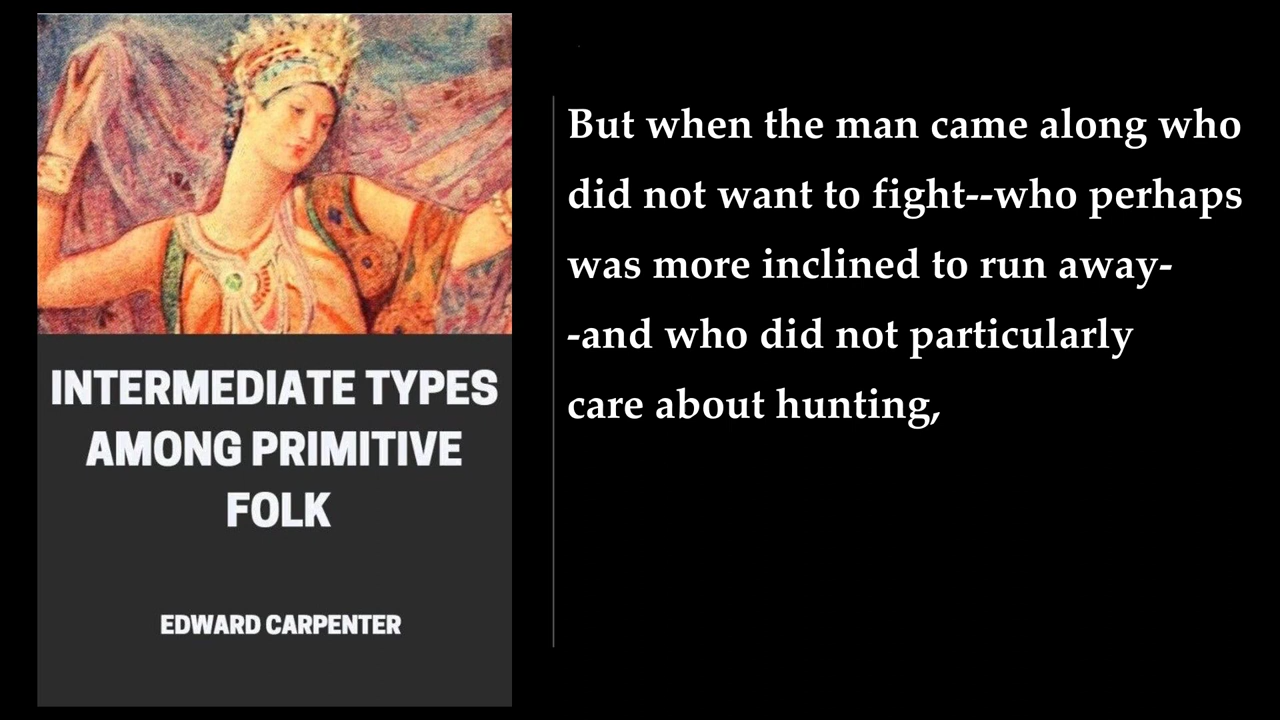 INTERMEDIATE TYPES
AMONG PRIMITIVE
FOLK
EDWARD CARPENTER
But when the man came along who
did not want to fight--who perhaps
was more inclined to run away-
-and who did not particularly
care about hunting,